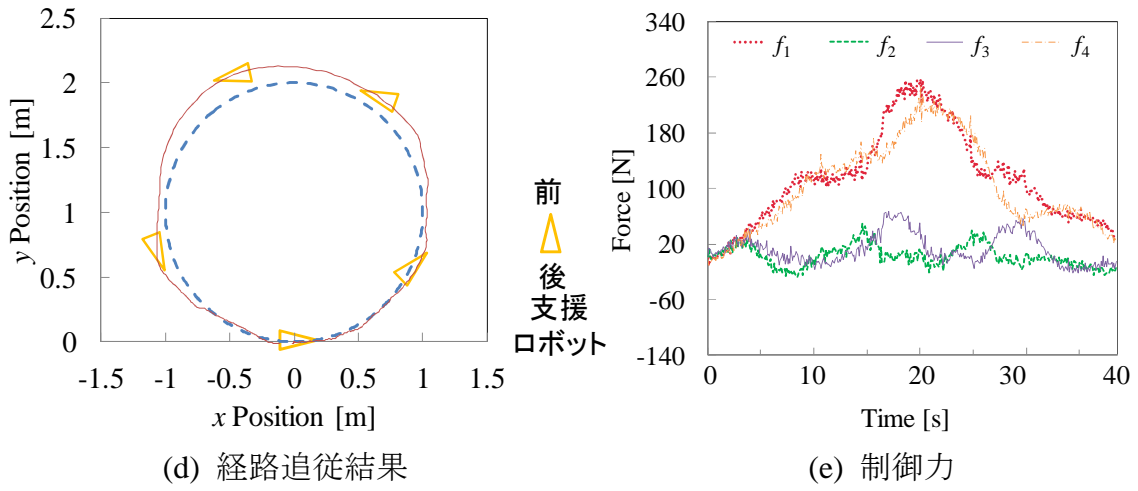 2.5
2
1.5
1
0.5
0
-1.5 -1 -0.5 0 0.5 1 1.5
y Position [m]
x Position [m]
(d) 経路追従結果
前
後
支援
ロボット
340
260
180
100
20
-60
-140
0 10 20 30 40
Force [N]
Time [s]
f1 f2 f3 f4
(e) 制御力